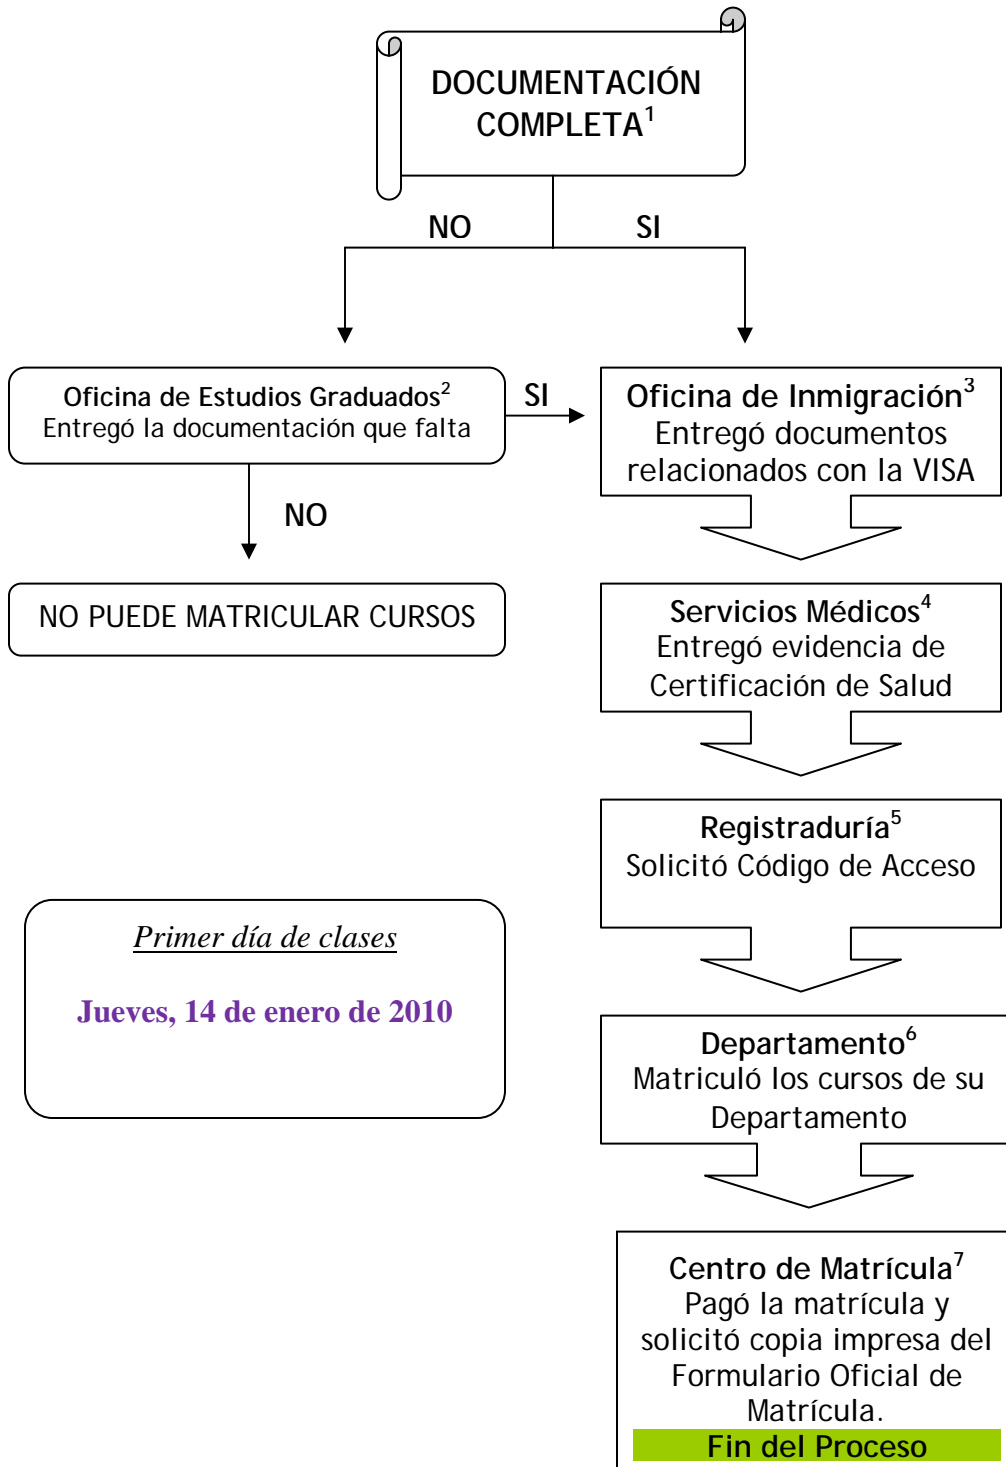 DOCUMENTACIÓN
COMPLETA¹
NO
SI
Oficina de Estudios Graduados²
Entregó la documentación que falta
SI
Oficina de Inmigración³
Entregó documentos
relacionados con la VISA
NO
NO PUEDE MATRICULAR CURSOS
Servicios Médicos⁴
Entregó evidencia de
Certificación de Salud
Registraduría⁵
Solicitó Código de Acceso
Primer día de clases
Jueves, 14 de enero de 2010
Departamento⁶
Matriculó los cursos de su
Departamento
Centro de Matrícula⁷
Pagó la matrícula y
solicitó copia impresa del
Formulario Oficial de
Matrícula.
Fin del Proceso